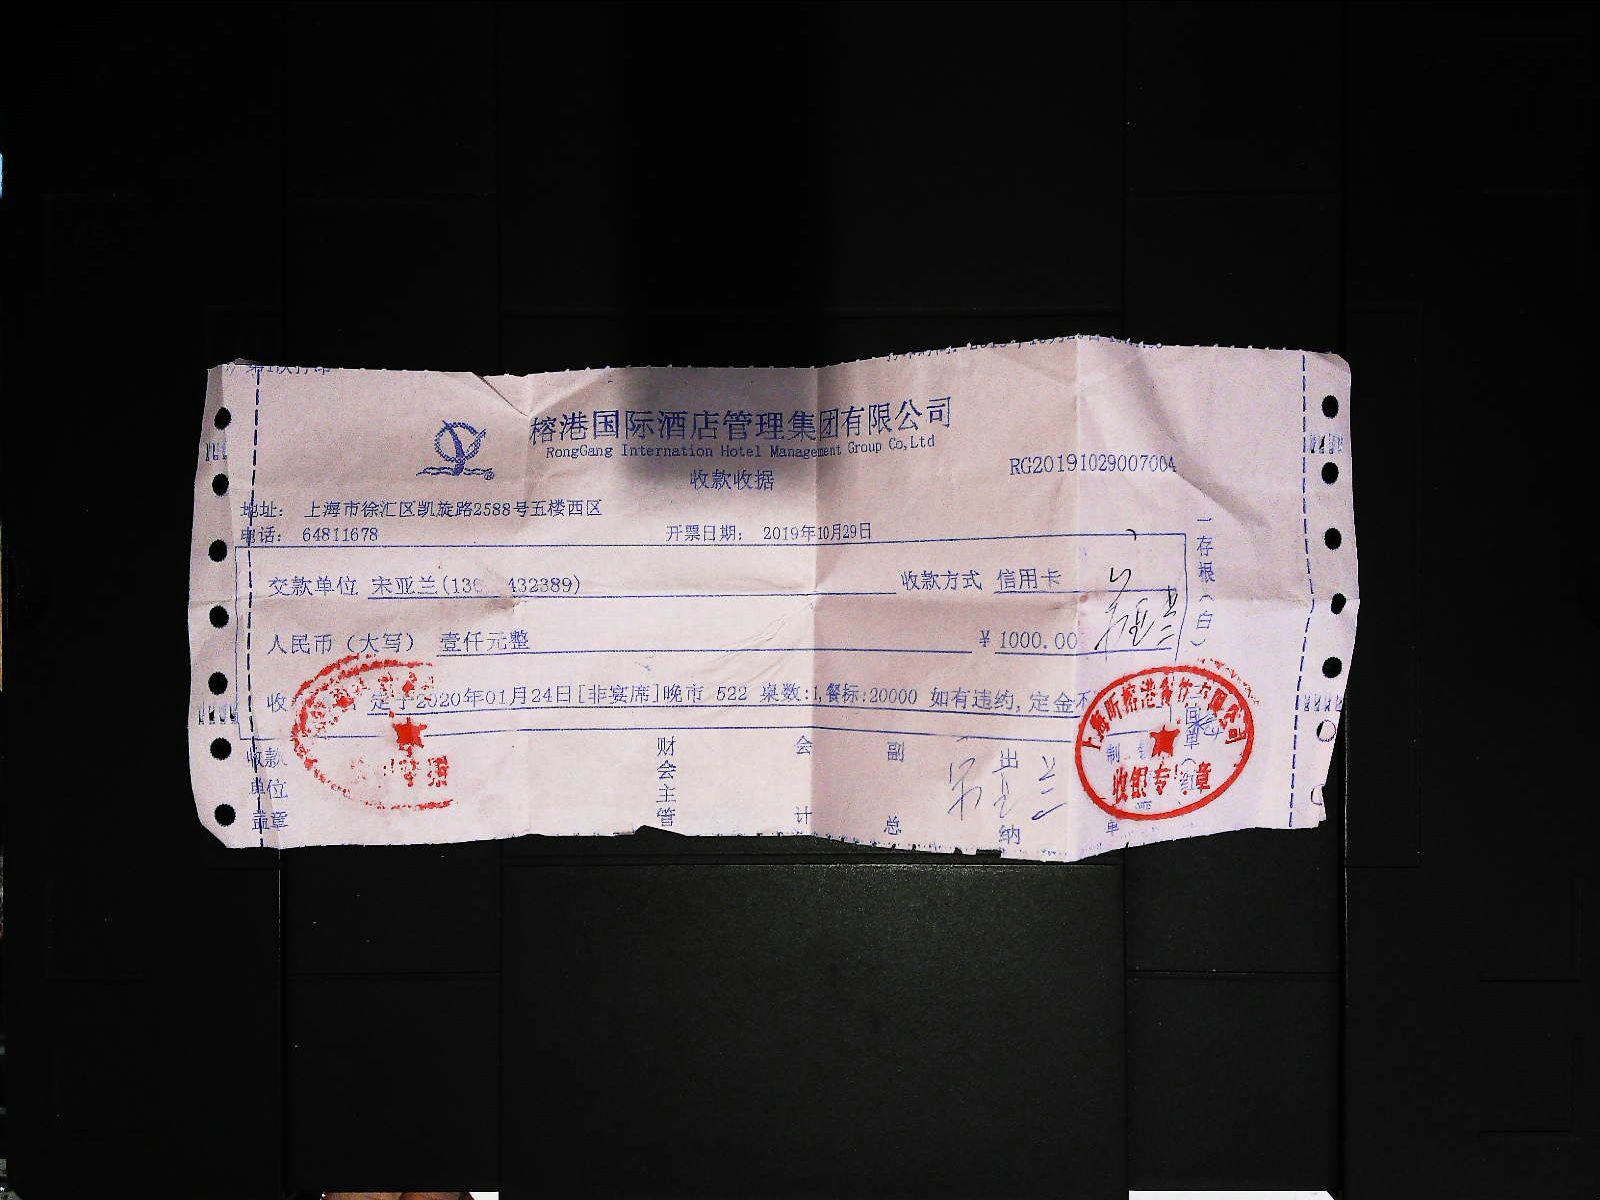 榕港国际酒店管理集团有限公司
RongGang Internation Hotel Management Group Co,Ltd
收款收据
RG20191029007004
地址: 上海市徐汇区凯旋路2588号五楼西区
电话: 64811678
开票日期: 2019年10月29日
交款单位 宋亚兰(136 432389)
收款方式 信用卡
人民币（大写） 壹仟元整
¥ 1000.00
收 定于2020年01月24日[非宴席]晚市 522 桌数:1,餐标:20000 如有违约,定金不
一存根（白）
收款单位盖章
财会主管
会计
副总
出纳
制单
收银专 章